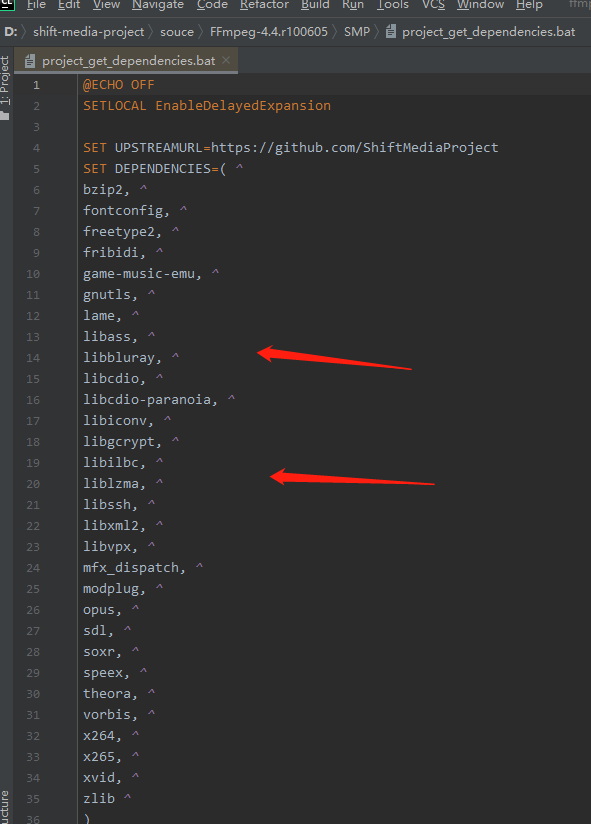 CL File Edit View Navigate Code Refactor Build Run Tools VCS Window Help ffm
D: shift-media-project souce FFmpeg-4.4.r100605 SMP project_get_dependencies.bat
project_get_dependencies.bat
1: Project
1 @ECHO OFF
2 SETLOCAL EnableDelayedExpansion
3
4 SET UPSTREAMURL=https://github.com/ShiftMediaProject
5 SET DEPENDENCIES=( ^
6 bzip2, ^
7 fontconfig, ^
8 freetype2, ^
9 fribidi, ^
10 game-music-emu, ^
11 gnutls, ^
12 lame, ^
13 libass, ^
14 libbluray, ^
15 libcdio, ^
16 libcdio-paranoia, ^
17 libiconv, ^
18 libgcrypt, ^
19 libilbc, ^
20 liblzma, ^
21 libssh, ^
22 libxml2, ^
23 libvpx, ^
24 mfx_dispatch, ^
25 modplug, ^
26 opus, ^
27 sdl, ^
28 soxr, ^
29 speex, ^
30 theora, ^
31 vorbis, ^
32 x264, ^
33 x265, ^
34 xvid, ^
35 zlib ^
36 )
ucture